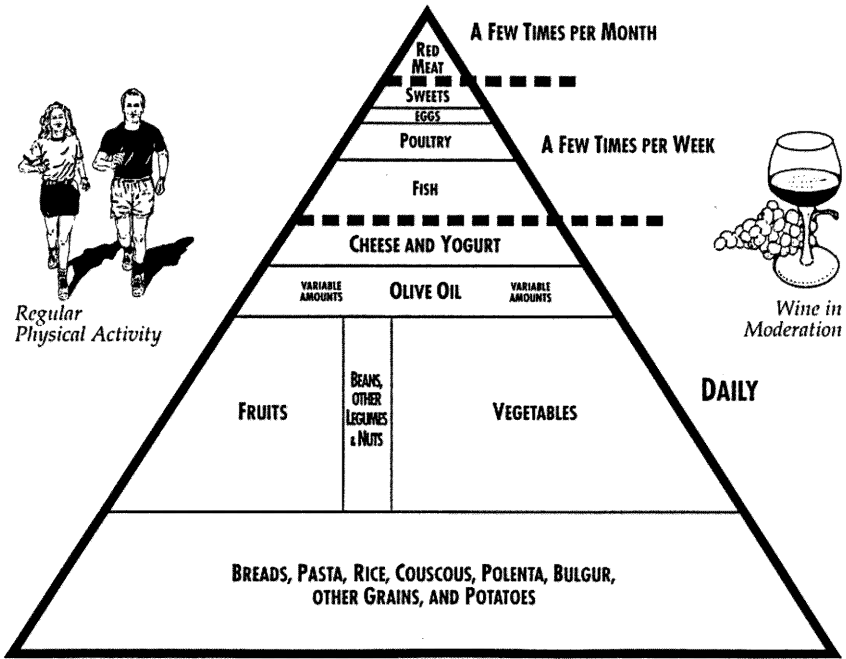 A FEW TIMES PER MONTH
RED
MEAT
SWEETS
EGGS
POULTRY
A FEW TIMES PER WEEK
FISH
CHEESE AND YOGURT
VARIABLE
AMOUNTS
OLIVE OIL
VARIABLE
AMOUNTS
Regular
Physical Activity
Wine in
Moderation
DAILY
FRUITS
BEANS,
OTHER
LEGUMES
& NUTS
VEGETABLES
BREADS, PASTA, RICE, COUSCOUS, POLENTA, BULGUR,
OTHER GRAINS, AND POTATOES